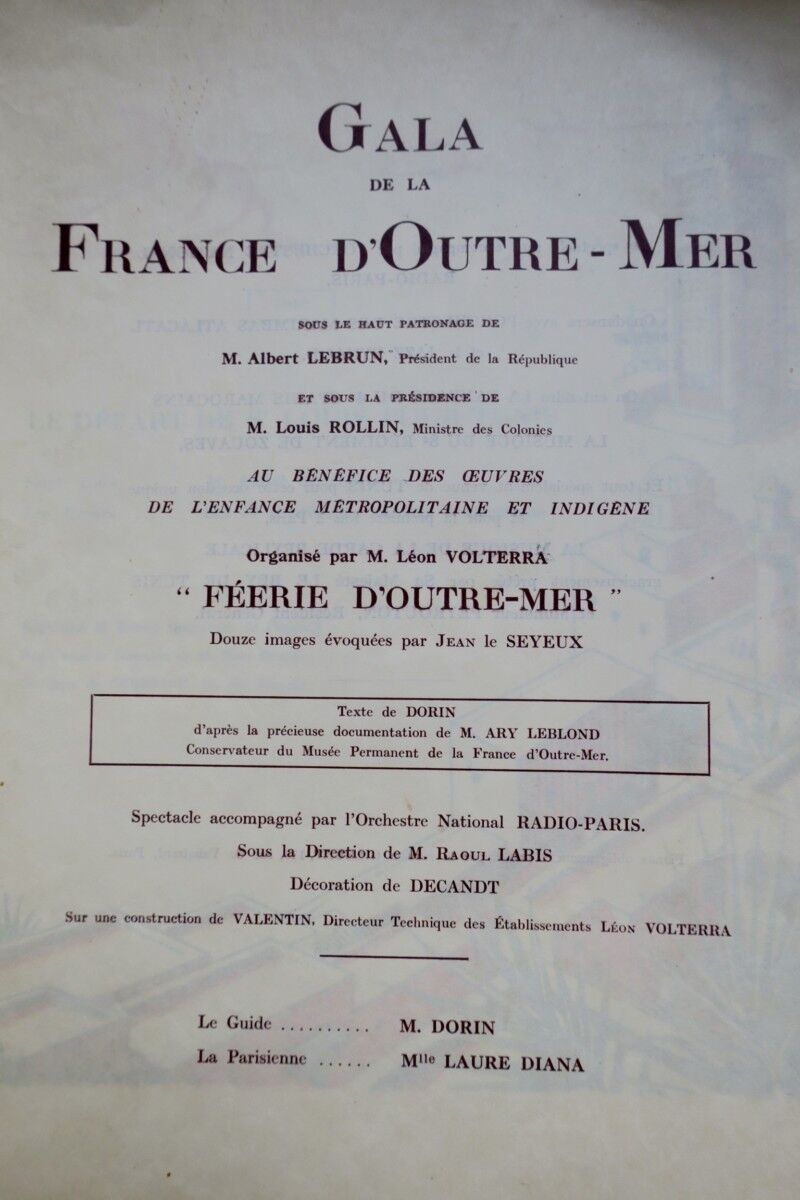 GALA
DE LA
FRANCE D'OUTRE-MER
SOUS LE HAUT PATRONAGE DE
M. Albert LEBRUN, Président de la République
ET SOUS LA PRÉSIDENCE DE
M. Louis ROLLIN, Ministre des Colonies
AU BÉNÉFICE DES ŒUVRES
DE L'ENFANCE MÉTROPOLITAINE ET INDIGÈNE
Organisé par M. Léon VOLTERRA
“ FÉERIE D'OUTRE-MER ”
Douze images évoquées par JEAN le SEYEUX
Texte de DORIN
d'après la précieuse documentation de M. ARY LEBLOND
Conservateur du Musée Permanent de la France d'Outre-Mer.
Spectacle accompagné par l'Orchestre National RADIO-PARIS.
Sous la Direction de M. RAOUL LABIS
Décoration de DECANDT
Sur une construction de VALENTIN, Directeur Technique des Établissements LÉON VOLTERRA
Le Guide .......... M. DORIN
La Parisienne ...... Mlle LAURE DIANA